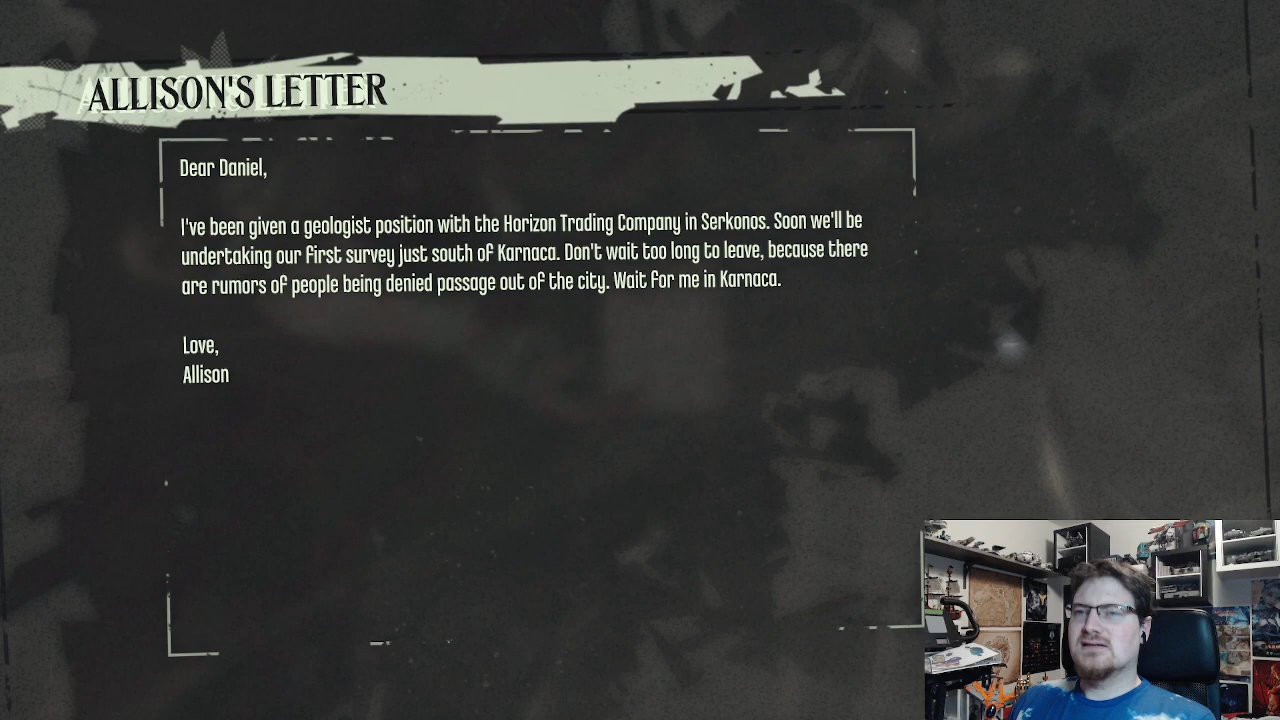 ALLISON'S LETTER
Dear Daniel,
I've been given a geologist position with the Horizon Trading Company in Serkonos. Soon we'll be
undertaking our first survey just south of Karnaca. Don't wait too long to leave, because there
are rumors of people being denied passage out of the city. Wait for me in Karnaca.
Love,
Allison